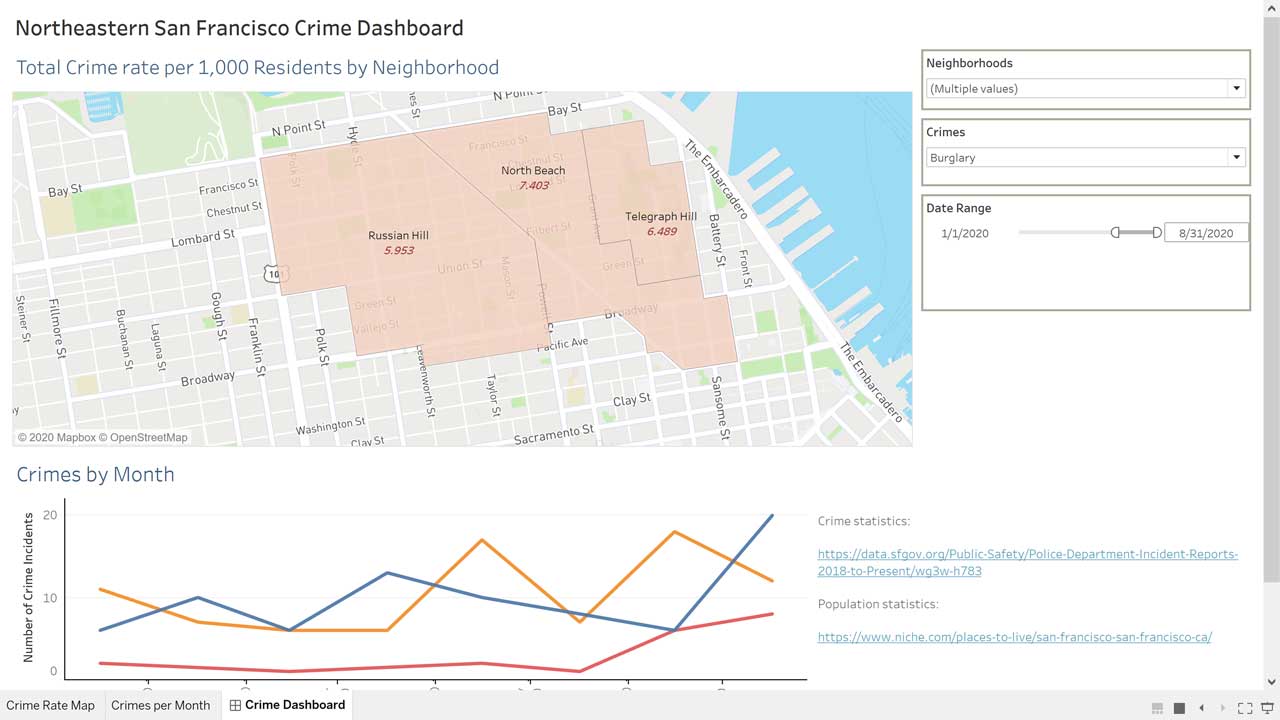 Northeastern San Francisco Crime Dashboard
Total Crime rate per 1,000 Residents by Neighborhood
Neighborhoods
(Multiple values)
Crimes
Burglary
Date Range
1/1/2020
8/31/2020
N Point St
N Point St
Bay St
Hyde St
Polk St
Francisco St
Chestnut St
The Embarcadero
North Beach
7.403
Bay St
Francisco St
Chestnut St
Lombard St
Telegraph Hill
6.489
Russian Hill
5.953
Filbert St
Battery St
Front St
Union St
Mason St
Green St
101
Green St
Vallejo St
Powell St
Broadway
Steiner St
Fillmore St
Buchanan St
Laguna St
Gough St
Franklin St
Polk St
Leavenworth St
Pacific Ave
Taylor St
Broadway
Sansome St
The Embarcadero
Clay St
Washington St
Clay St
Sacramento St
© 2020 Mapbox © OpenStreetMap
Crimes by Month
Number of Crime Incidents
20
10
0
Crime statistics:
https://data.sfgov.org/Public-Safety/Police-Department-Incident-Reports-
2018-to-Present/wg3w-h783
Population statistics:
https://www.niche.com/places-to-live/san-francisco-san-francisco-ca/
Crime Rate Map
Crimes per Month
Crime Dashboard